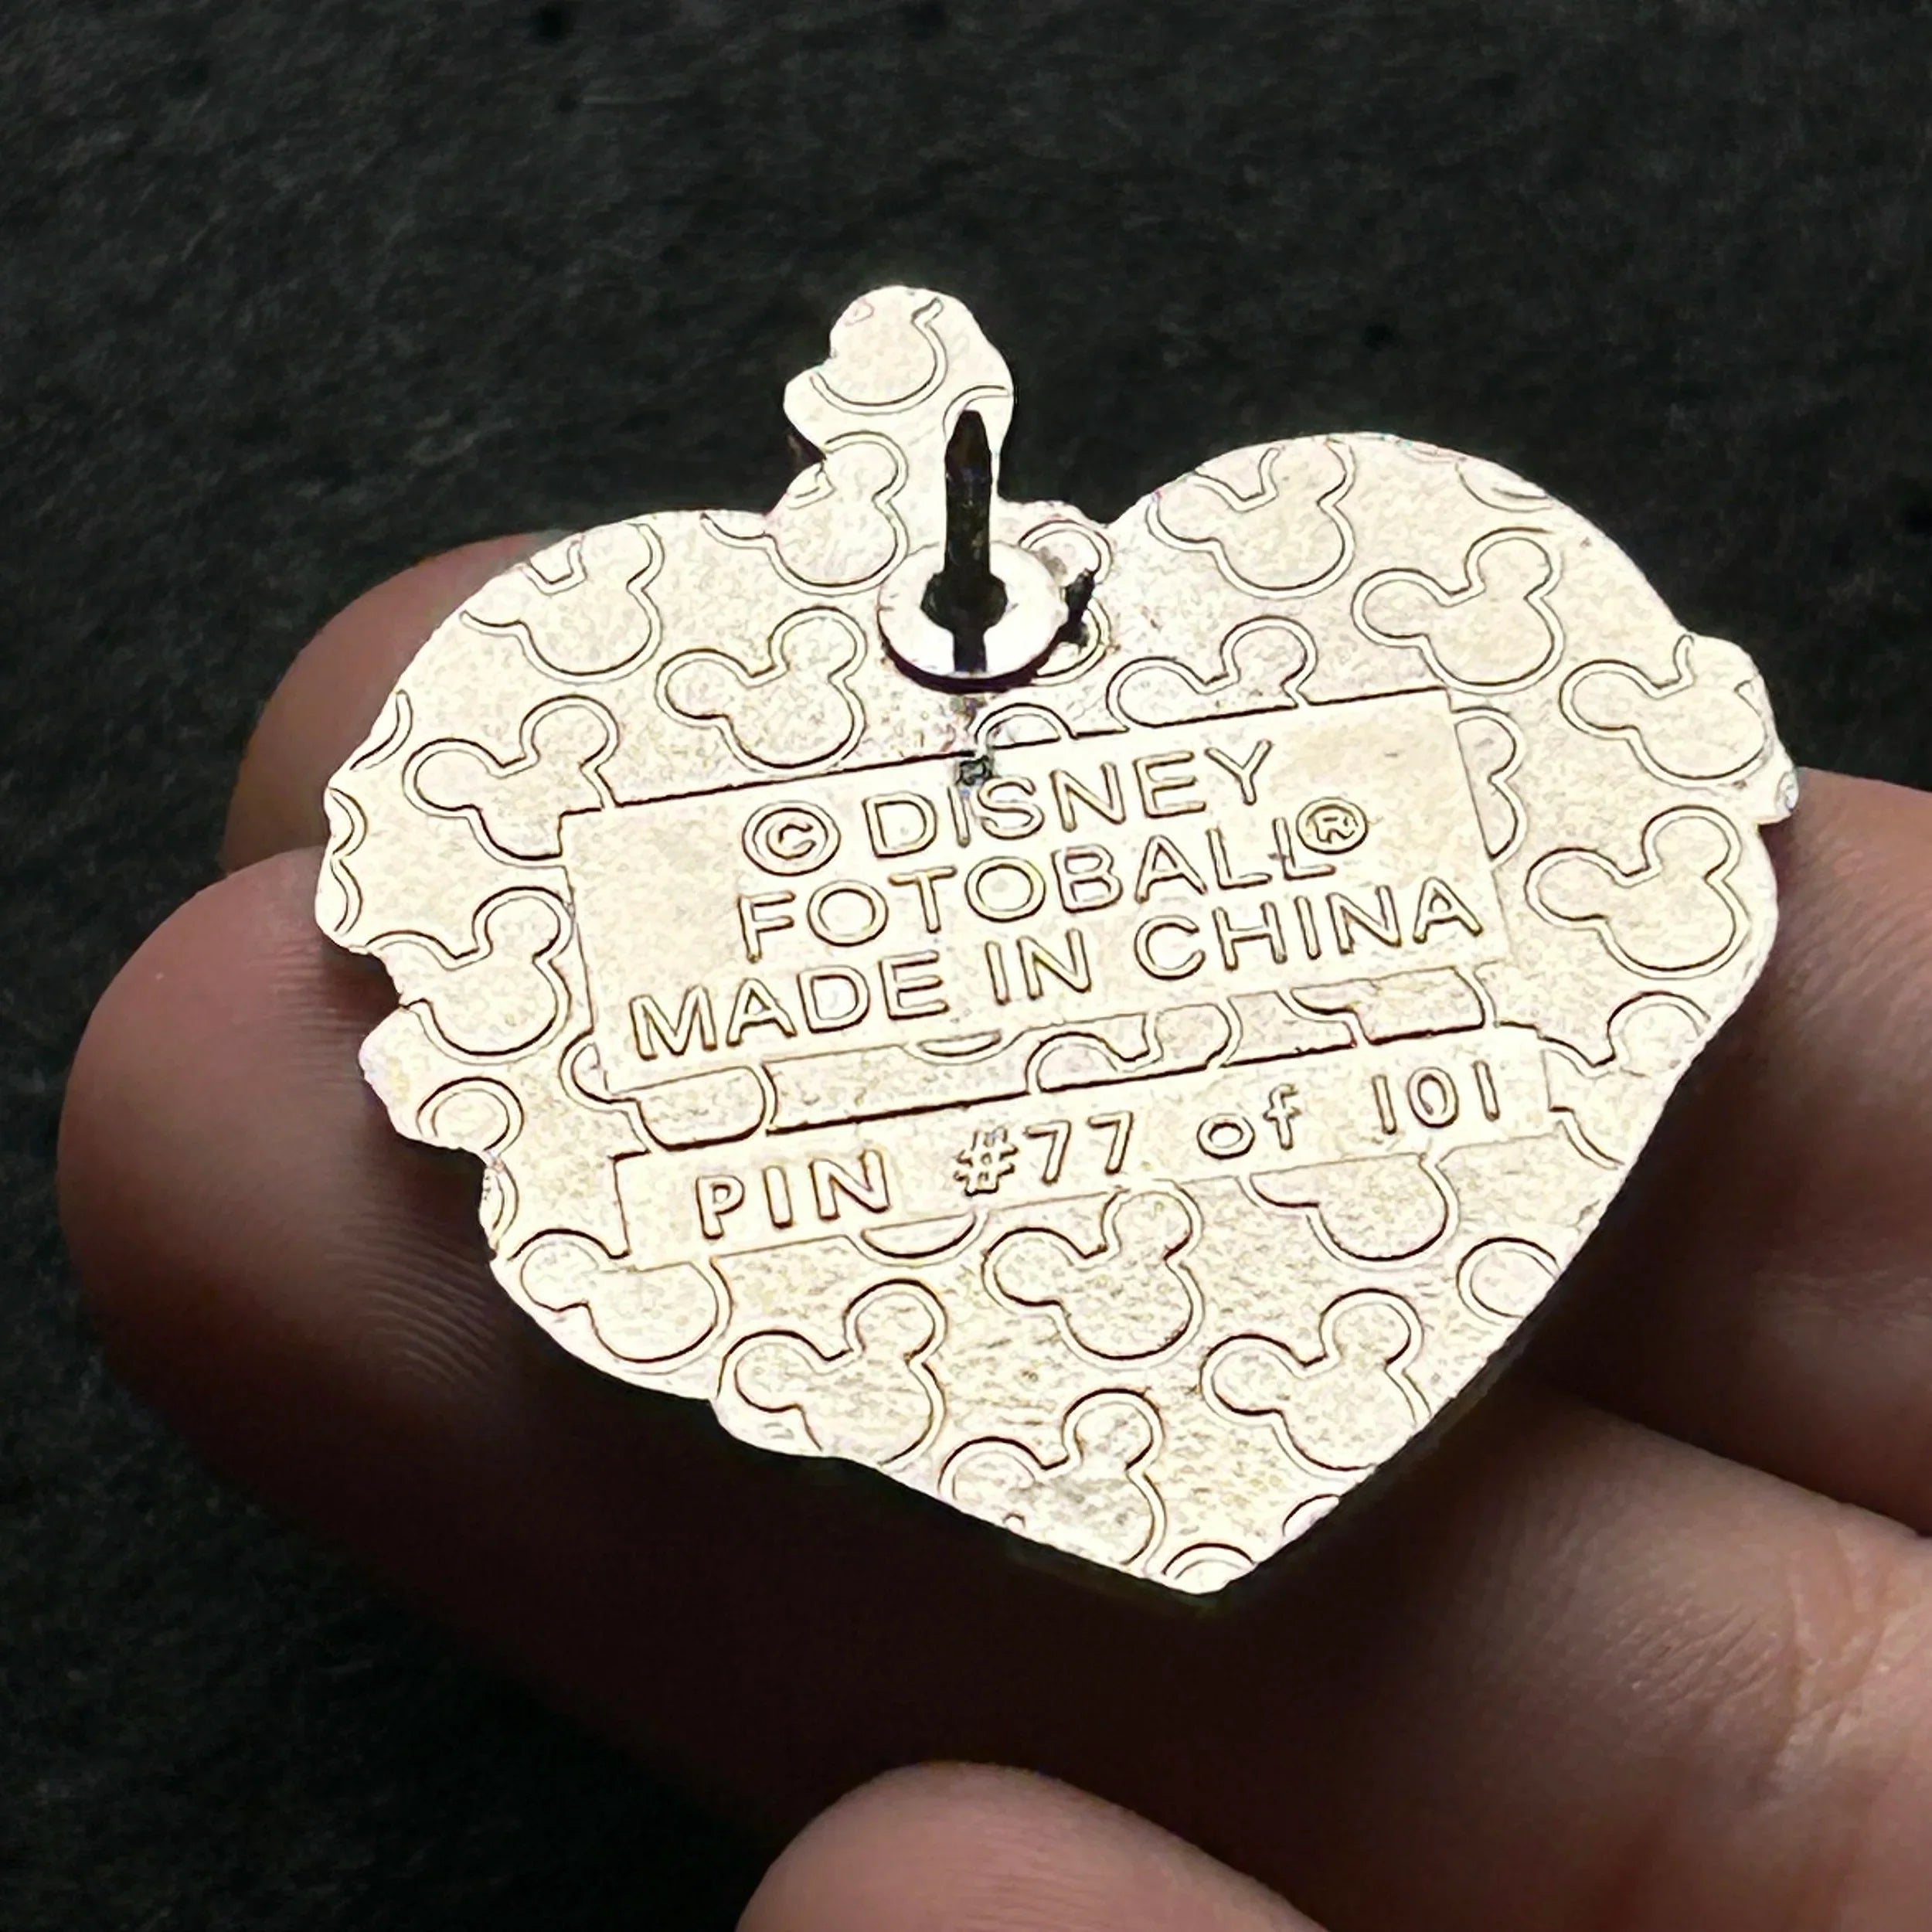 © DISNEY
FOTOBALL®
MADE IN CHINA
PIN #77 of 101